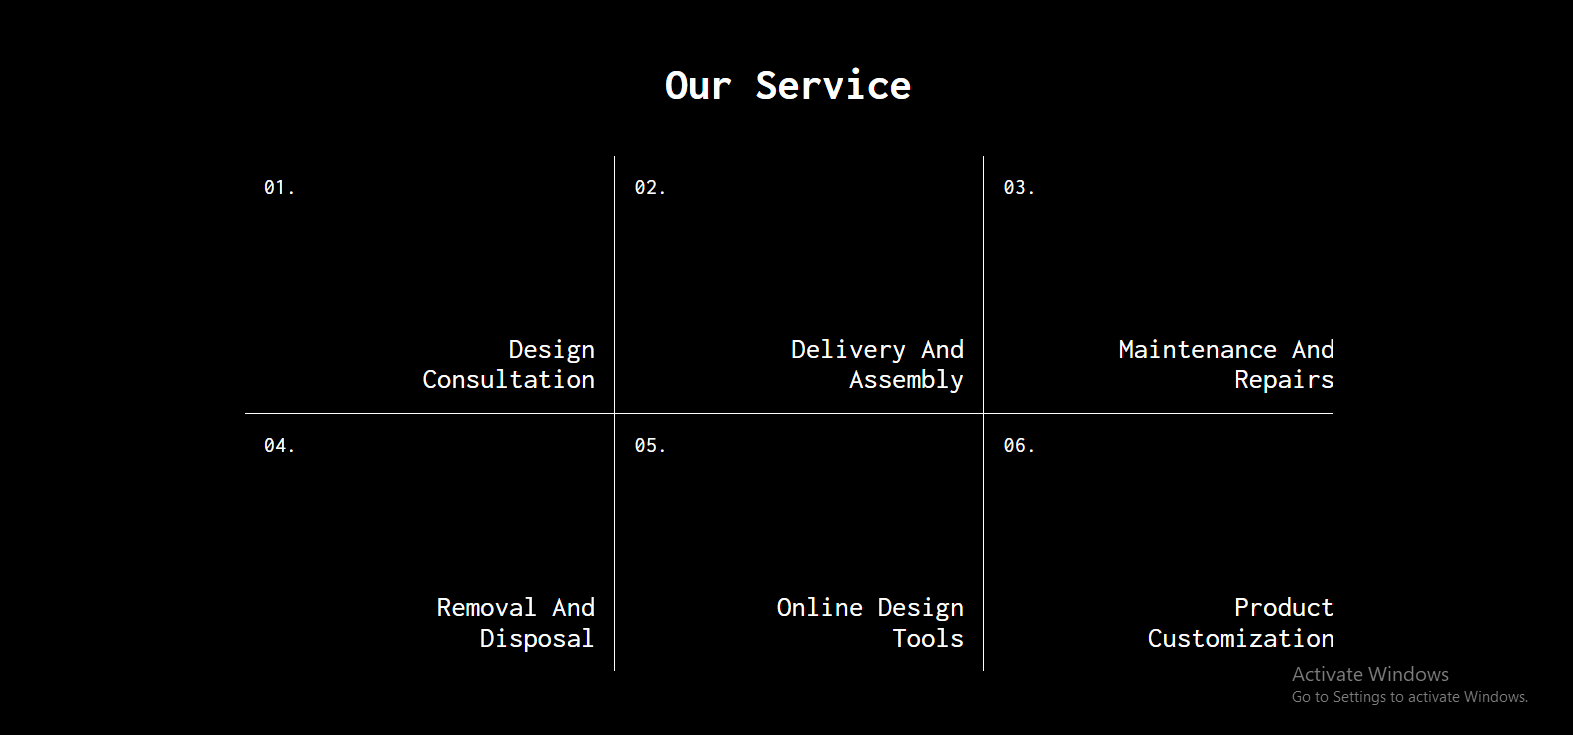 Our Service
01.
Design
Consultation
02.
Delivery And
Assembly
03.
Maintenance And
Repairs
04.
Removal And
Disposal
05.
Online Design
Tools
06.
Product
Customization
Activate Windows
Go to Settings to activate Windows.